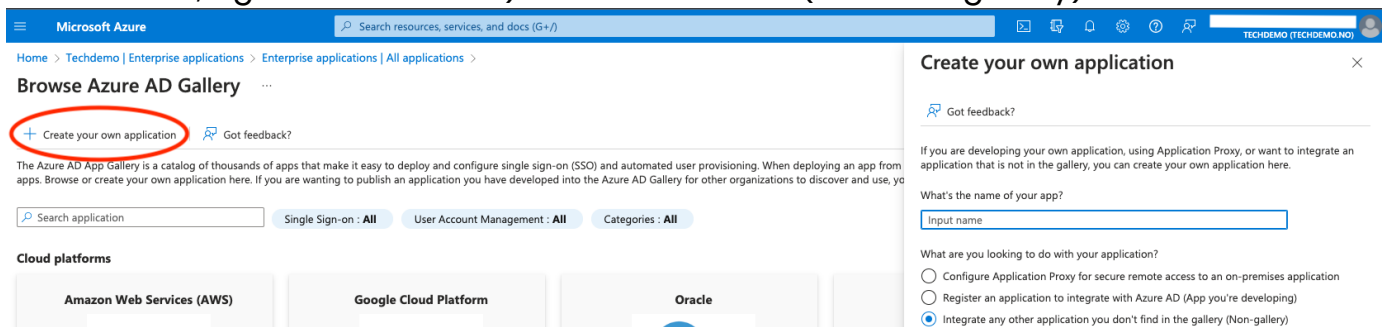 Microsoft Azure
Search resources, services, and docs (G+/)
TECHDEMO (TECHDEMO.NO)
Home > Techdemo | Enterprise applications > Enterprise applications | All applications >
Browse Azure AD Gallery ...
+ Create your own application
Got feedback?
The Azure AD App Gallery is a catalog of thousands of apps that make it easy to deploy and configure single sign-on (SSO) and automated user provisioning. When deploying an app from
apps. Browse or create your own application here. If you are wanting to publish an application you have developed into the Azure AD Gallery for other organizations to discover and use,
Search application
Single Sign-on : All
User Account Management : All
Categories : All
Cloud platforms
Amazon Web Services (AWS)
Google Cloud Platform
Oracle
Create your own application
Got feedback?
If you are developing your own application, using Application Proxy, or want to integrate an
application that is not in the gallery, you can create your own application here.
What's the name of your app?
Input name
What are you looking to do with your application?
Configure Application Proxy for secure remote access to an on-premises application
Register an application to integrate with Azure AD (App you're developing)
Integrate any other application you don't find in the gallery (Non-gallery)